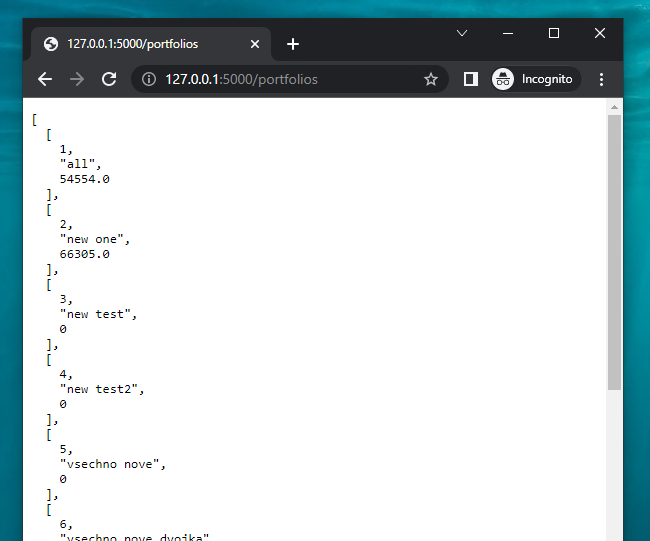 127.0.0.1:5000/portfolios
127.0.0.1:5000/portfolios
Incognito
[
[
1,
"all",
54554.0
],
[
2,
"new one",
66305.0
],
[
3,
"new test",
0
],
[
4,
"new test2",
0
],
[
5,
"vsechno nove",
0
],
[
6,
"vsechno nove dvojka"